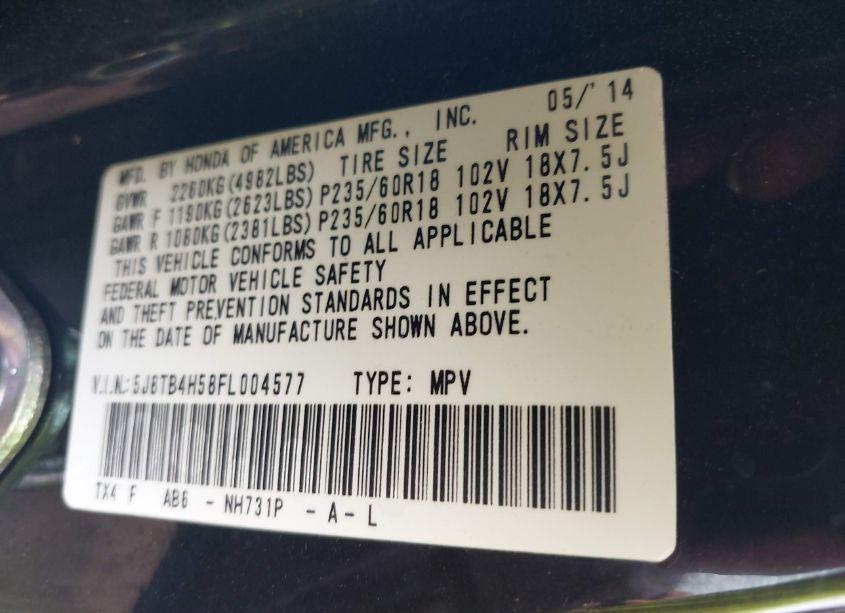 MFD. BY HONDA OF AMERICA MFG., INC. 05/'14
GVWR 2260KG(4982LBS) TIRE SIZE RIM SIZE
GAWR F 1190KG(2623LBS) P235/60R18 102V 18X7.5J
GAWR R 1080KG(2381LBS) P235/60R18 102V 18X7.5J
THIS VEHICLE CONFORMS TO ALL APPLICABLE
FEDERAL MOTOR VEHICLE SAFETY
AND THEFT PREVENTION STANDARDS IN EFFECT
ON THE DATE OF MANUFACTURE SHOWN ABOVE.
V.I.N.: 5J8TB4H58FL004577 TYPE: MPV
TX4 F AB6 - NH731P - A - L